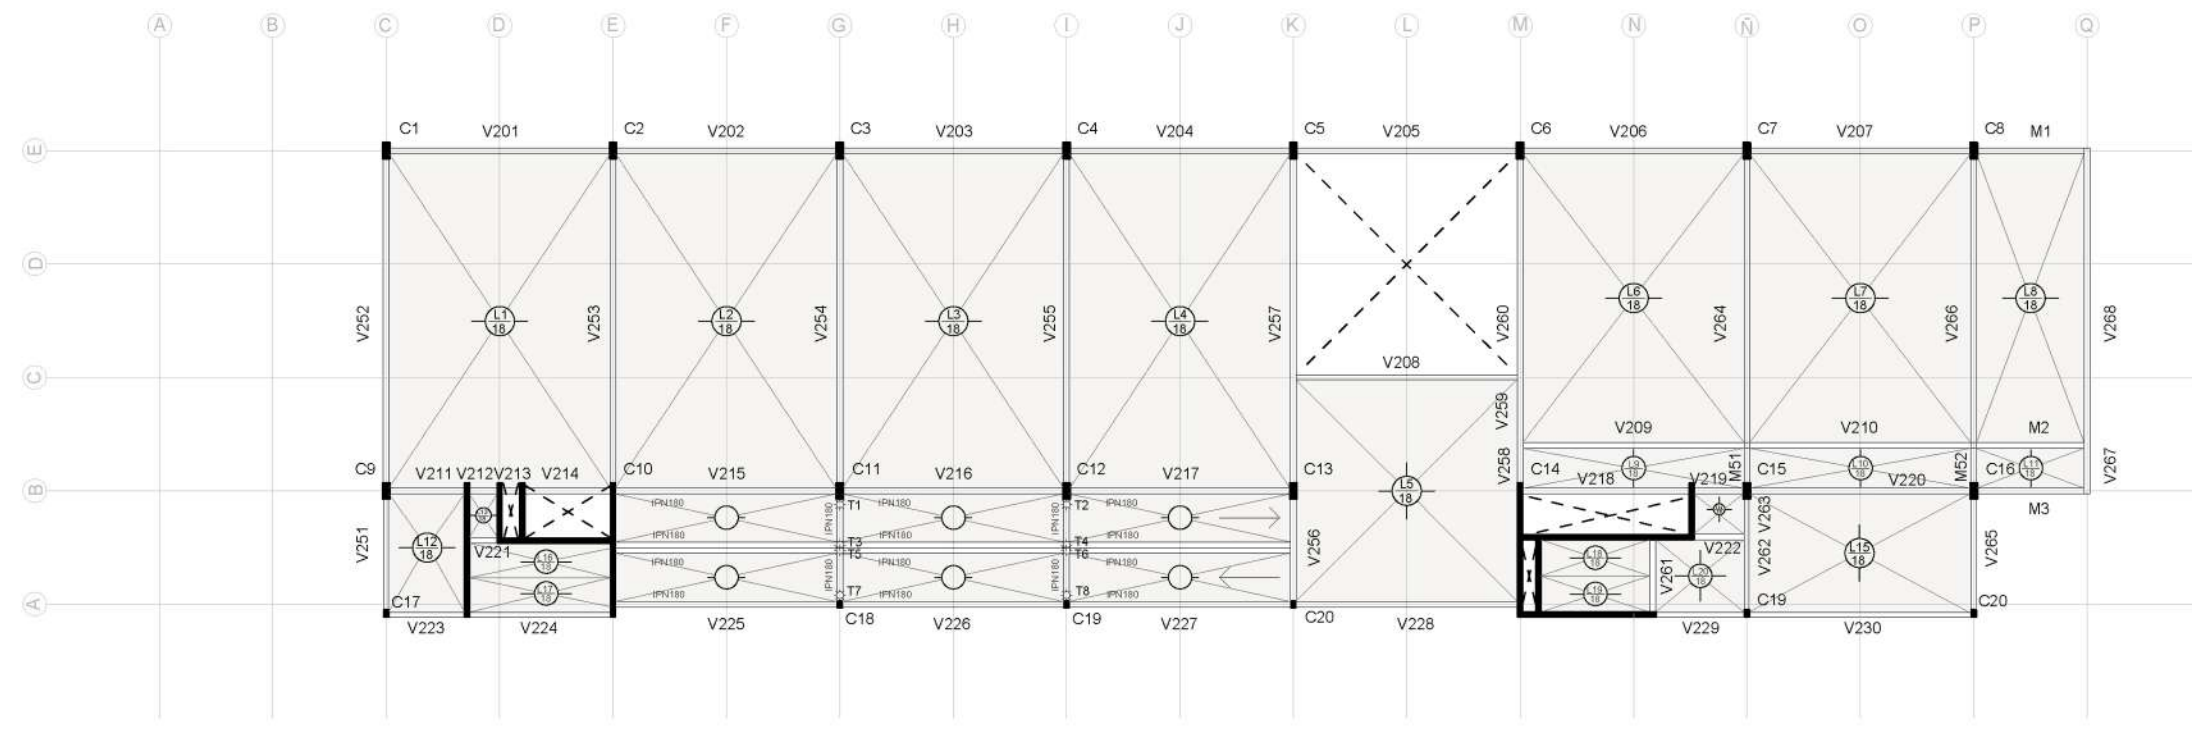 A B C D E F G H I J K L M N Ñ O P Q
C1 V201 C2 V202 C3 V203 C4 V204 C5 V205 C6 V206 C7 V207 C8 M1
E
D
V252 V253 V254 V255 V257 V260 V264 V266 V268
L6 L7 L8
18 18 18
L1 L2 L3 L4
18 18 18 18
V208
C
V259
V209 V210 M2
V258 M51 M52 V267
C9 V211 V212 V213 V214 C10 V215 C11 V216 C12 V217 C13 C14 L9 C15 L10 C16 L11
18 18 18
V218 V219 V220
B
L5
18
IPN180 IPN180 IPN180
IPN180 T1 IPN180 T2
M3
V263
IPN180 IPN180 IPN180
T3 T4
V251 V256 V262 V265
L12
18
V221 V222
L15
18
T5 T6
L16 L18
18 18
IPN180 IPN180 IPN180
IPN180 IPN180
V261
L20
18
L17 L19
18 18
IPN180 T7 IPN180 T8 IPN180
A
C17 C18 C19 C20 C19 C20
V223 V224 V225 V226 V227 V228 V229 V230